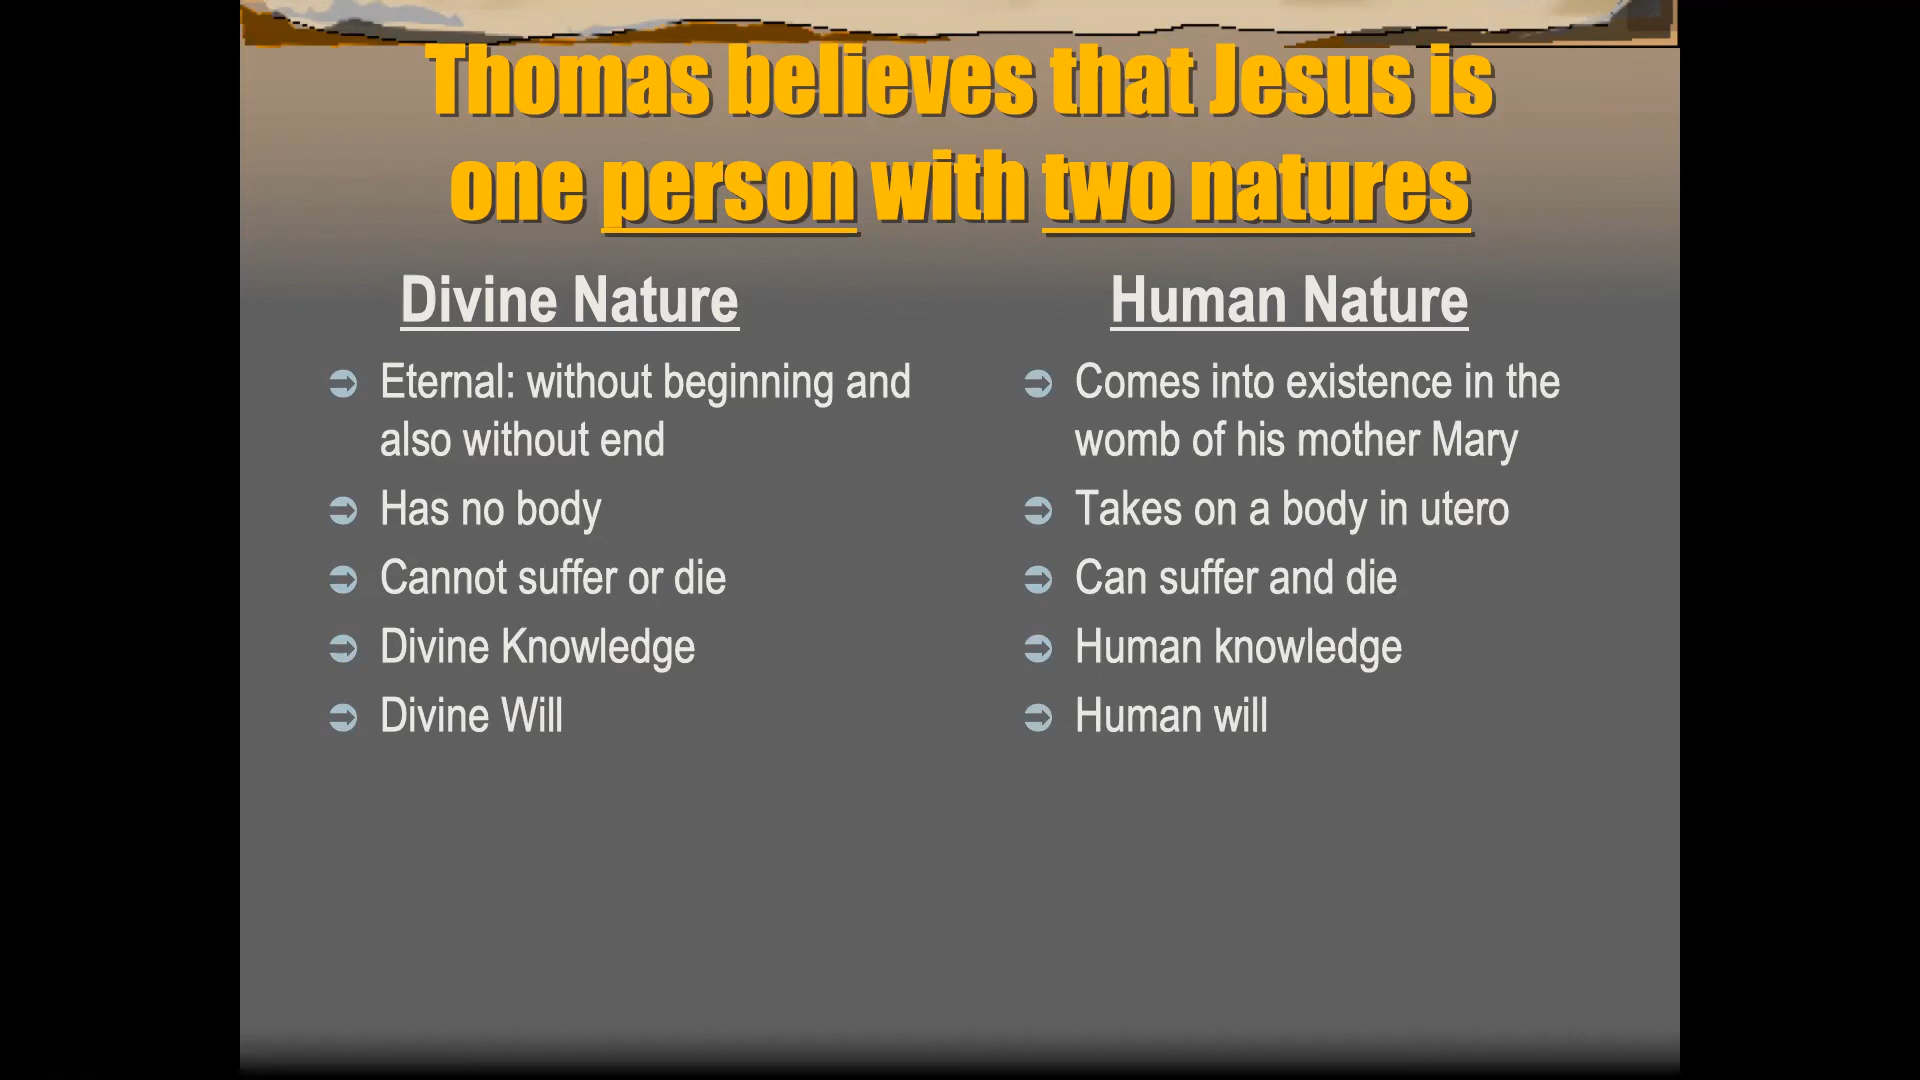 Thomas believes that Jesus is
one person with two natures
Divine Nature
Eternal: without beginning and
also without end
Has no body
Cannot suffer or die
Divine Knowledge
Divine Will
Human Nature
Comes into existence in the
womb of his mother Mary
Takes on a body in utero
Can suffer and die
Human knowledge
Human will